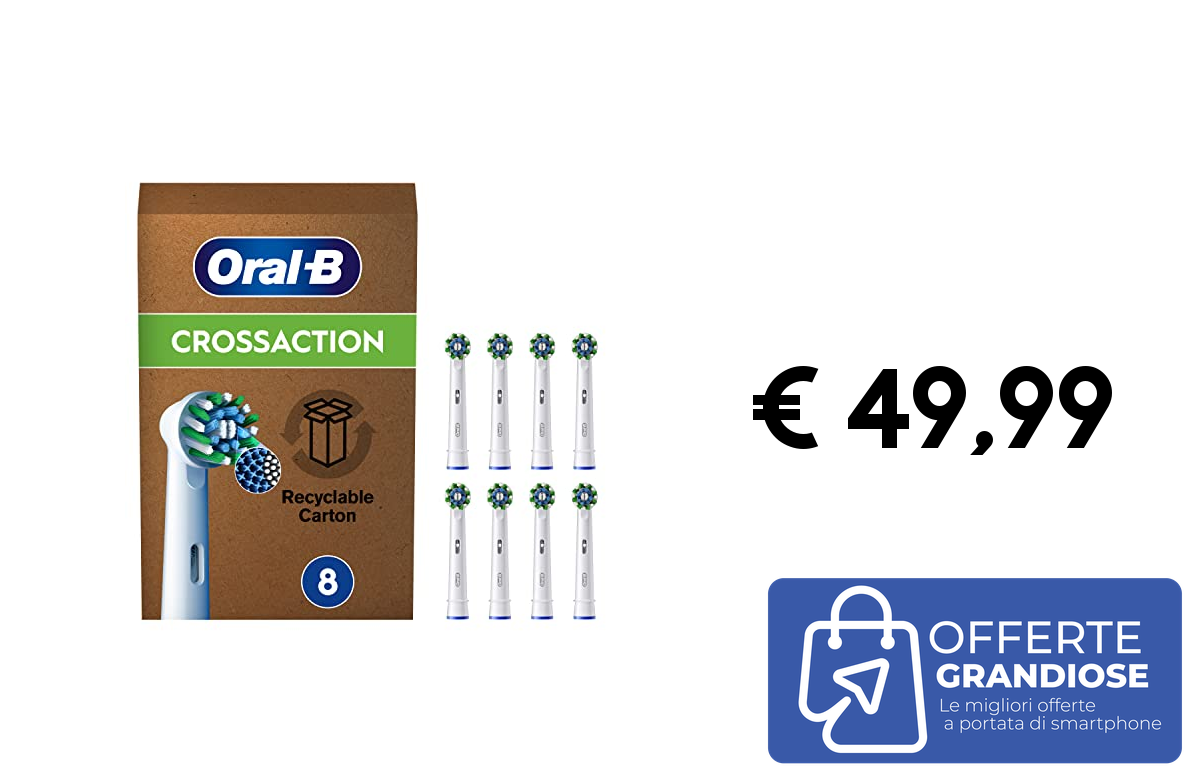 Oral-B
CROSSACTION
Recyclable
Carton
8
€ 49,99
OFFERTE
GRANDIOSE
Le migliori offerte
a portata di smartphone